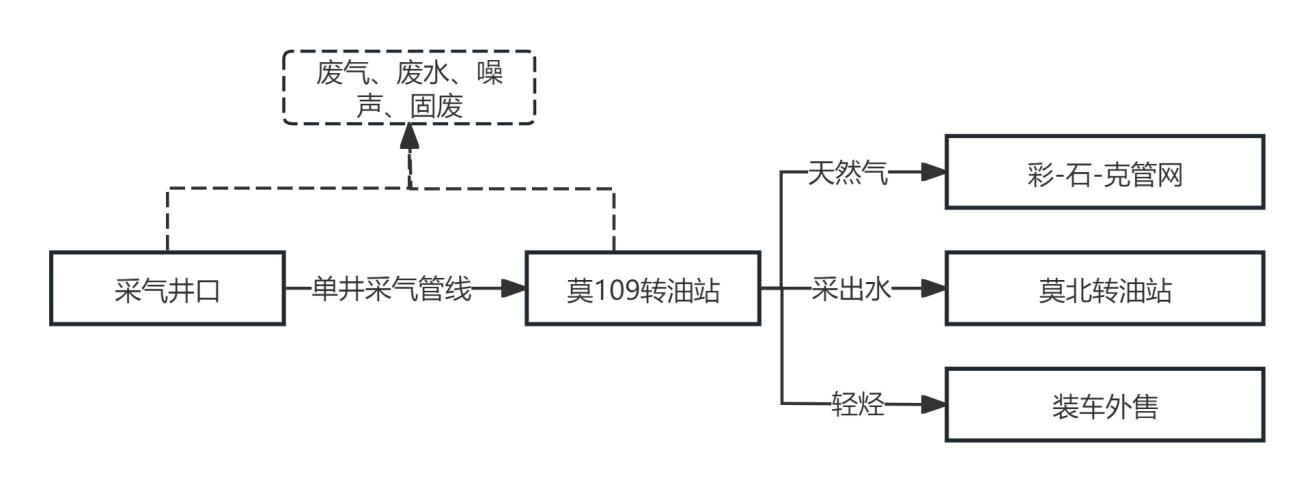 废气、废水、噪
声、固废
天然气
彩-石-克管网
采气井口
单井采气管线
莫109转油站
采出水
莫北转油站
轻烃
装车外售